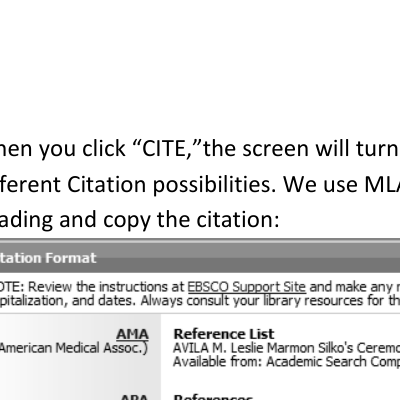 hen you click “CITE,”the screen will turn
ferent Citation possibilities. We use MLA
ading and copy the citation:
tation Format
OTE: Review the instructions at EBSCO Support Site and make any
pitalization, and dates. Always consult your library resources for th
AMA Reference List
American Medical Assoc.) AVILA M. Leslie Marmon Silko's Ceremo
Available from: Academic Search Comp
APA References